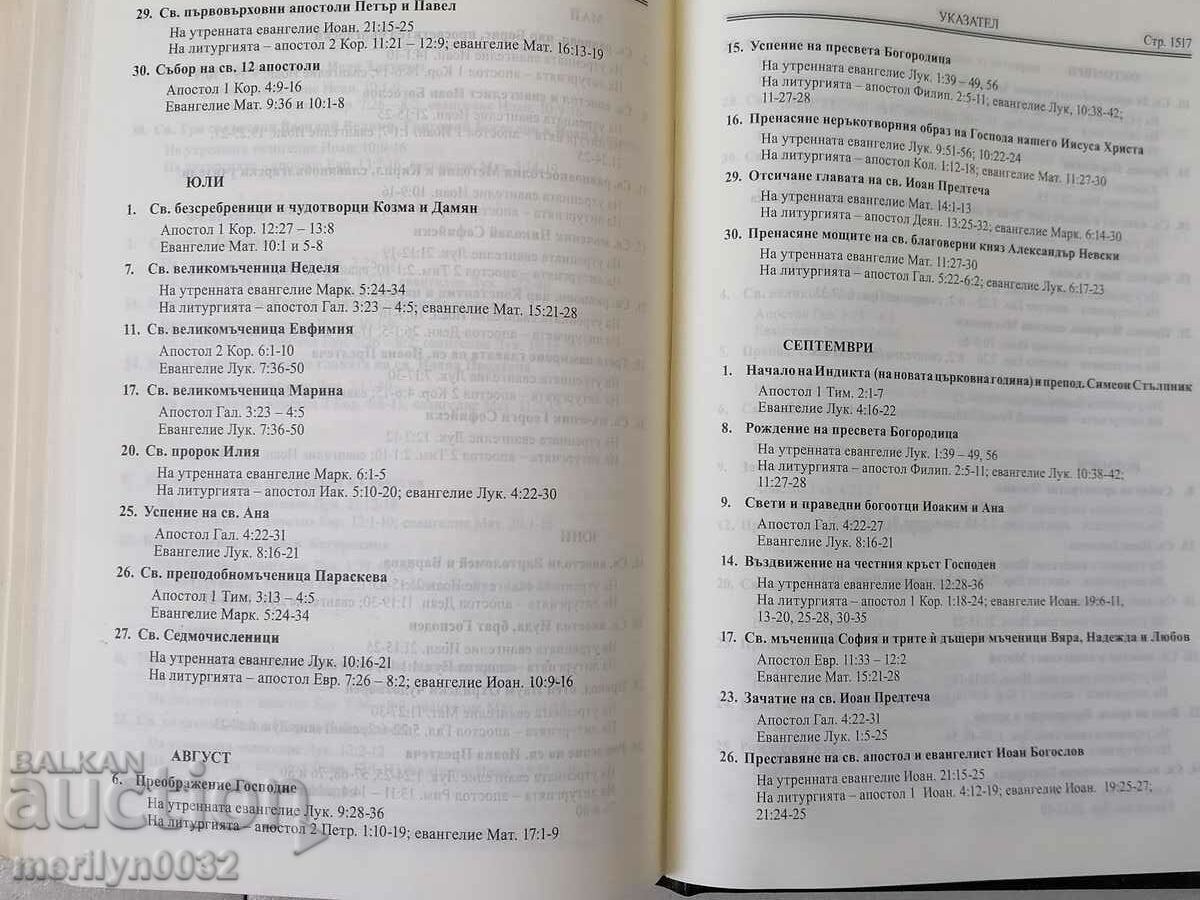 29. Св. първовърховни апостоли Петър и Павел
На утренната евангелие Иоан. 21:15-25
На литургията – апостол 2 Кор. 11:21 – 12:9; евангелие Мат. 16:13-19
30. Събор на св. 12 апостоли
Апостол 1 Кор. 4:9-16
Евангелие Мат. 9:36 и 10:1-8
ЮЛИ
1. Св. безсребреници и чудотворци Козма и Дамян
Апостол 1 Кор. 12:27 – 13:8
Евангелие Мат. 10:1 и 5-8
7. Св. великомъченица Неделя
На утренната евангелие Марк. 5:24-34
На литургията – апостол Гал. 3:23 – 4:5; евангелие Мат. 15:21-28
11. Св. великомъченица Евфимия
Апостол 2 Кор. 6:1-10
Евангелие Лук. 7:36-50
17. Св. великомъченица Марина
Апостол Гал. 3:23 – 4:5
Евангелие Лук. 7:36-50
20. Св. пророк Илия
На утренната евангелие Марк. 6:1-5
На литургията – апостол Иак. 5:10-20; евангелие Лук. 4:22-30
25. Успение на св. Ана
Апостол Гал. 4:22-31
Евангелие Лук. 8:16-21
26. Св. преподобномъченица Параскева
Апостол 1 Тим. 3:13 – 4:5
Евангелие Марк. 5:24-34
27. Св. Седмочисленици
На утренната евангелие Лук. 10:16-21
На литургията – апостол Евр. 7:26 – 8:2; евангелие Иоан. 10:9-16
АВГУСТ
6. Преображение Господне
На утренната евангелие Лук. 9:28-36
На литургията – апостол 2 Петр. 1:10-19; евангелие Мат. 17:1-9
УКАЗАТЕЛ
Стр. 1517
15. Успение на пресвета Богородица
На утренната евангелие Лук. 1:39 – 49, 56
На литургията – апостол Филип. 2:5-11; евангелие Лук, 10:38-42;
11-27-28
16. Пренасяне неръкотворния образ на Господа нашего Иисуса Христа
На утренната евангелие Лук. 9:51-56; 10:22-24
На литургията – апостол Кол. 1:12-18; евангелие Мат. 11:27-30
29. Отсичане главата на св. Иоан Предтеча
На утренната евангелие Мат. 14:1-13
На литургията – апостол Деян. 13:25-32; евангелие Марк. 6:14-30
30. Пренасяне мощите на св. благоверни княз Александър Невски
На утренната евангелие Мат. 11:27-30
На литургията – апостол Гал. 5:22-6:2; евангелие Лук. 6:17-23
СЕПТЕМВРИ
1. Начало на Индикта (на новата църковна година) и препод. Симеон Стълпник
Апостол 1 Тим. 2:1-7
Евангелие Лук. 4:16-22
8. Рождение на пресвета Богородица
На утренната евангелие Лук. 1:39 – 49, 56
На литургията – апостол Филип. 2:5-11; евангелие Лук. 10:38-42;
11:27-28
9. Свети и праведни богоотци Иоаким и Ана
Апостол Гал. 4:22-27
Евангелие Лук. 8:16-21
14. Въздвижение на честния кръст Господен
На утренната евангелие Иоан. 12:28-36
На литургията – апостол 1 Кор. 1:18-24; евангелие Иоан. 19:6-11,
13-20, 25-28, 30-35
17. Св. мъченица София и трите ѝ дъщери мъченици Вяра, Надежда и Любов
Апостол Евр. 11:33 – 12:2
Евангелие Мат. 15:21-28
23. Зачатие на св. Иоан Предтеча
Апостол Гал. 4:22-31
Евангелие Лук. 1:5-25
26. Преставяне на св. апостол и евангелист Иоан Богослов
На утренната евангелие Иоан. 21:15-25
На литургията – апостол 1 Иоан. 4:12-19; евангелие Иоан. 19:25-27;
21:24-25
BALKAN
auction
merilyn0032